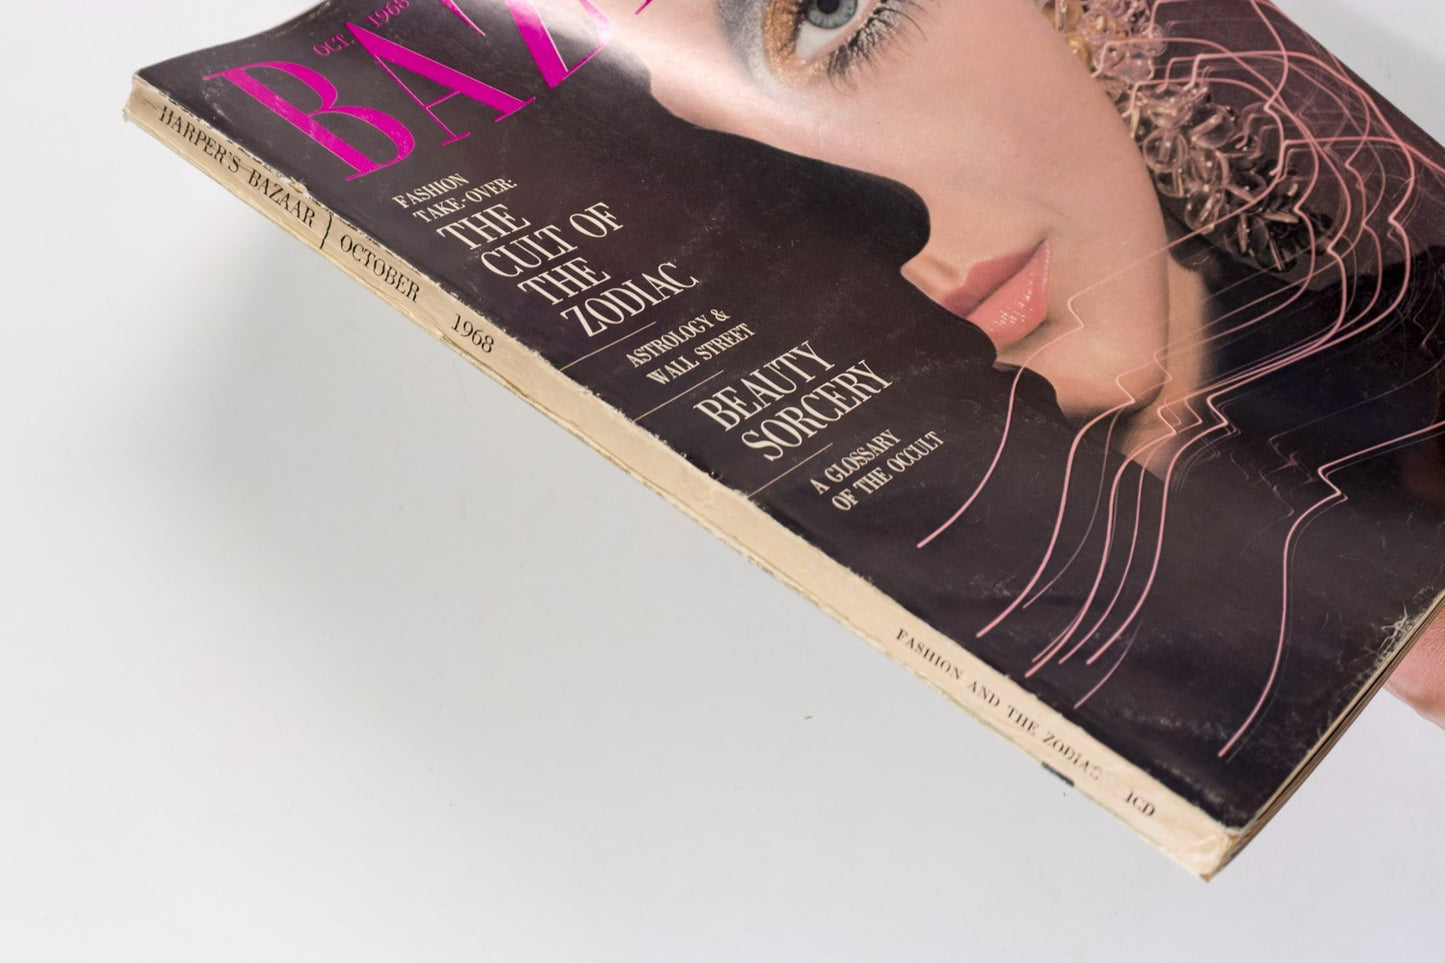 OCT. 1968
BAZ
FASHION
TAKE-OVER:
THE
CULT OF
THE
ZODIAC
ASTROLOGY &
WALL STREET
BEAUTY
SORCERY
A GLOSSARY
OF THE OCCULT
HARPER'S BAZAAR } OCTOBER 1968 FASHION AND THE ZODIAC 1CD